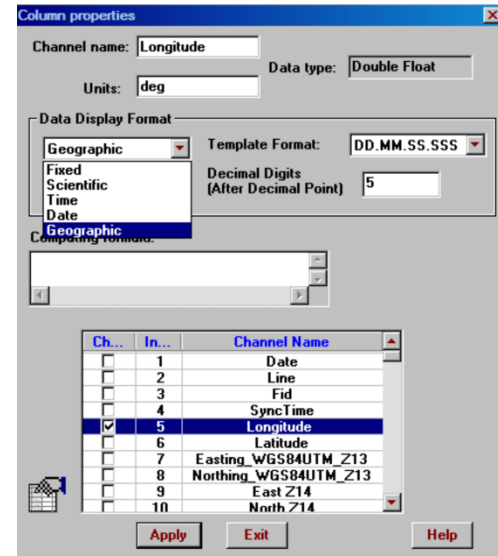 Column properties
Channel name: Longitude
Data type: Double Float
Units: deg
Data Display Format
Geographic
Template Format: DD.MM.SS.SSS
Fixed
Scientific
Time
Date
Geographic
Decimal Digits
(After Decimal Point) 5
Computing formula:
Ch... In... Channel Name
1 Date
2 Line
3 Fid
4 SyncTime
5 Longitude
6 Latitude
7 Easting_WGS84UTM_Z13
8 Northing_WGS84UTM_Z13
9 East Z14
10 North Z14
Apply Exit Help